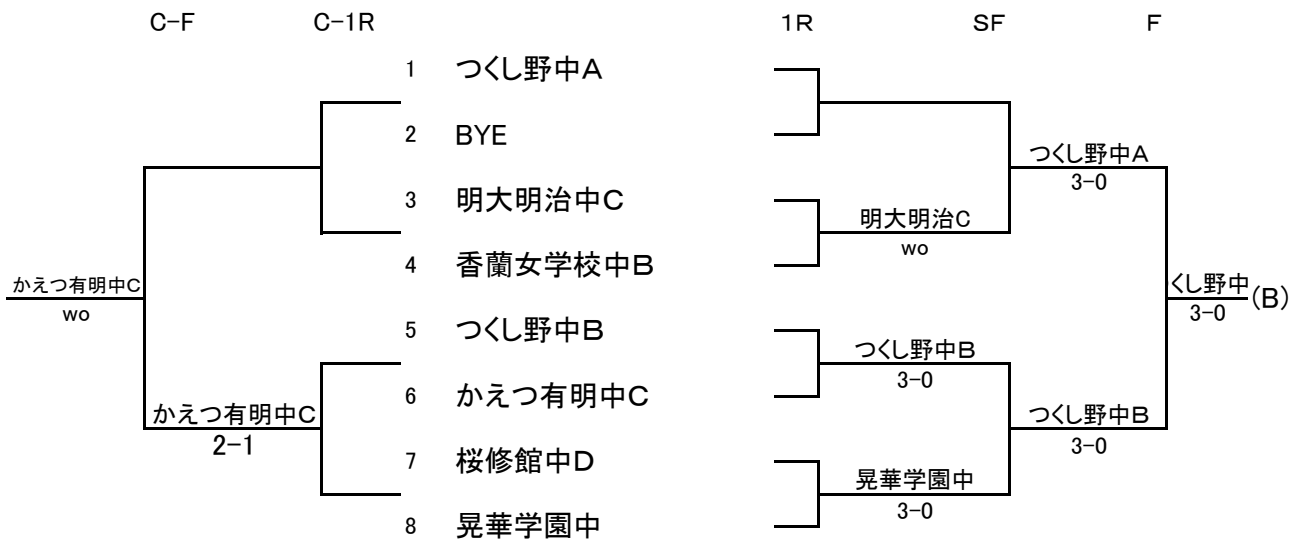 C-F C-1R 1R SF F
1 つくし野中A
2 BYE
つくし野中A
3-0
3 明大明治中C
明大明治C
wo
4 香蘭女学校中B
かえつ有明中C
wo
くし野中(B)
3-0
5 つくし野中B
つくし野中B
3-0
6 かえつ有明中C
かえつ有明中C
2-1
つくし野中B
3-0
7 桜修館中D
晃華学園中
3-0
8 晃華学園中